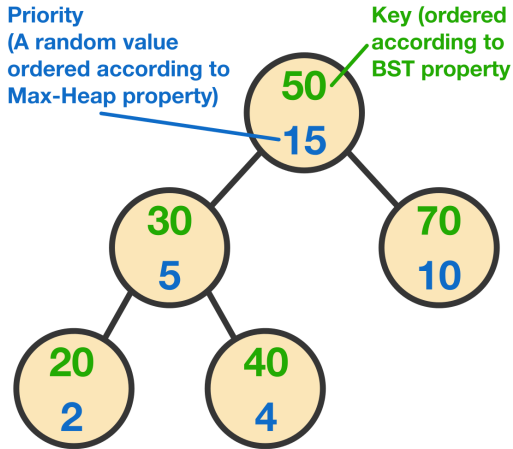 Priority
(A random value
ordered according to
Max-Heap property)
Key (ordered
according to
BST property
50
15
30
5
70
10
20
2
40
4